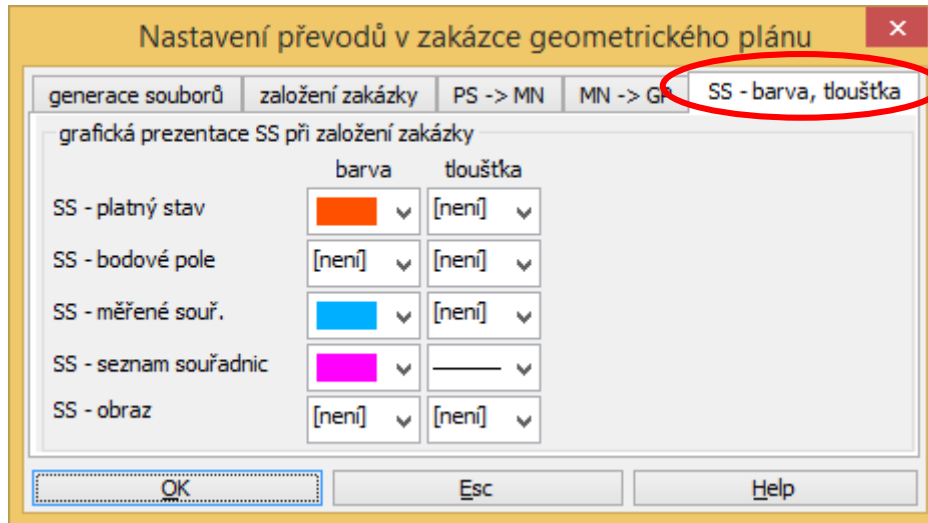 Nastavení převodů v zakázce geometrického plánu
generace souborů založení zakázky PS -> MN MN -> GP SS - barva, tloušťka
grafická prezentace SS při založení zakázky
barva tloušťka
SS - platný stav [není]
SS - bodové pole [není] [není]
SS - měřené souř. [není]
SS - seznam souřadnic
SS - obraz [není] [není]
OK Esc Help